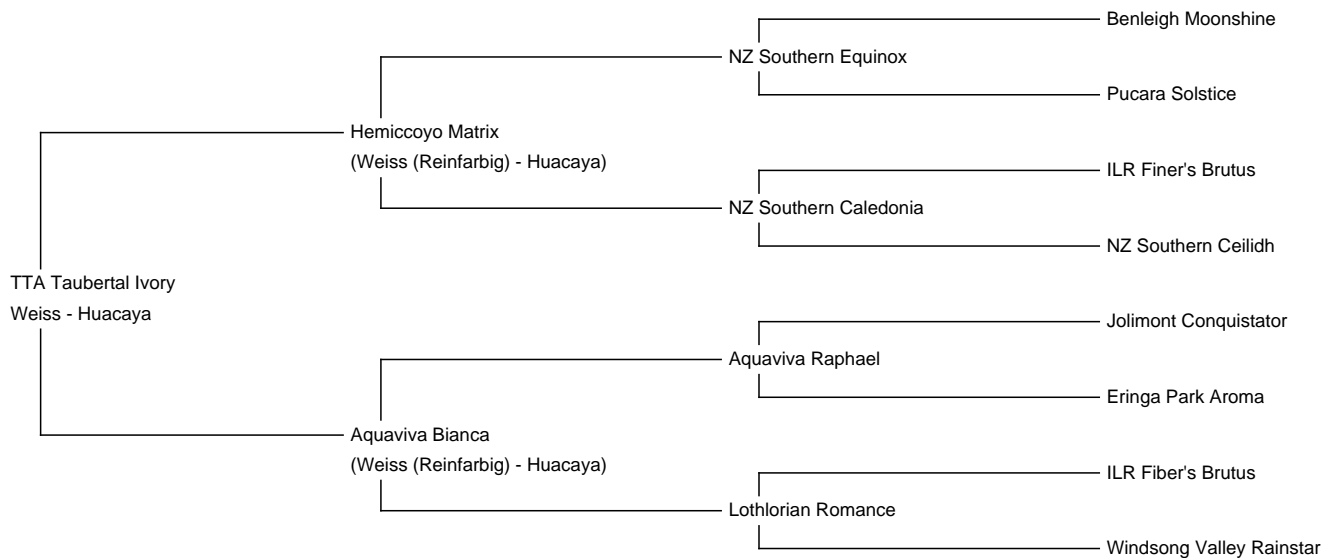 Benleigh Moonshine
NZ Southern Equinox
Pucara Solstice
Hemiccoyo Matrix
(Weiss (Reinfarbig) - Huacaya)
ILR Finer's Brutus
NZ Southern Caledonia
NZ Southern Ceilidh
TTA Taubertal Ivory
Weiss - Huacaya
Jolimont Conquistator
Aquaviva Raphael
Eringa Park Aroma
Aquaviva Bianca
(Weiss (Reinfarbig) - Huacaya)
ILR Fiber's Brutus
Lothlorian Romance
Windsong Valley Rainstar